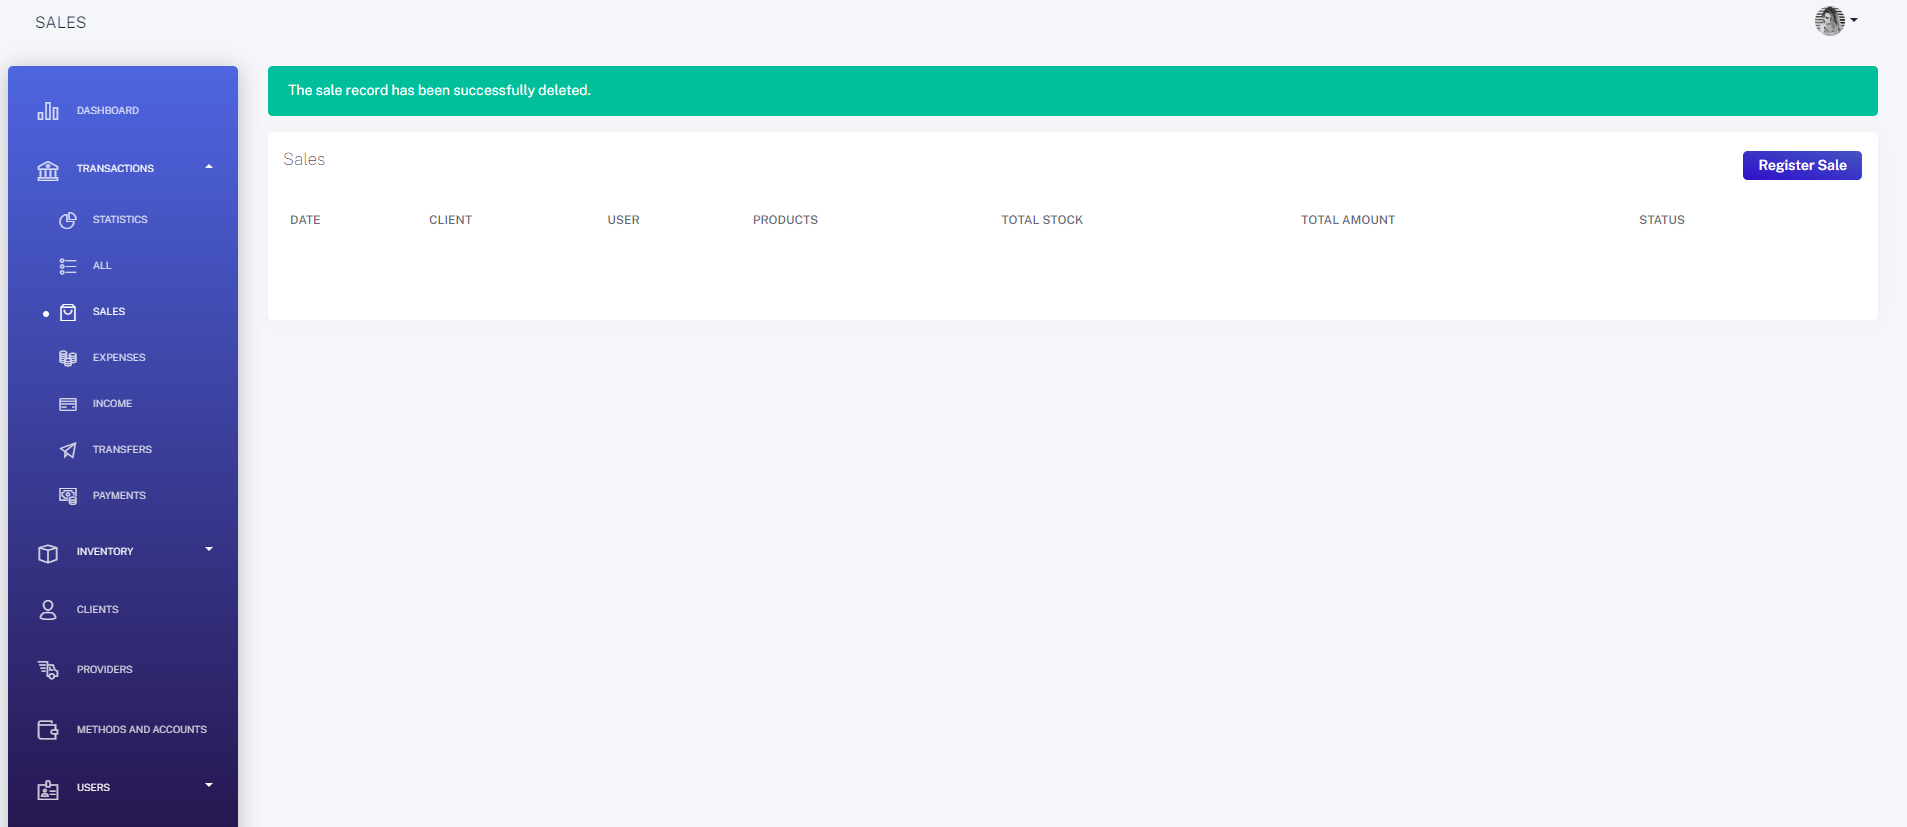 SALES
DASHBOARD
TRANSACTIONS
STATISTICS
ALL
SALES
EXPENSES
INCOME
TRANSFERS
PAYMENTS
INVENTORY
CLIENTS
PROVIDERS
METHODS AND ACCOUNTS
USERS
The sale record has been successfully deleted.
Sales
Register Sale
DATE CLIENT USER PRODUCTS TOTAL STOCK TOTAL AMOUNT STATUS